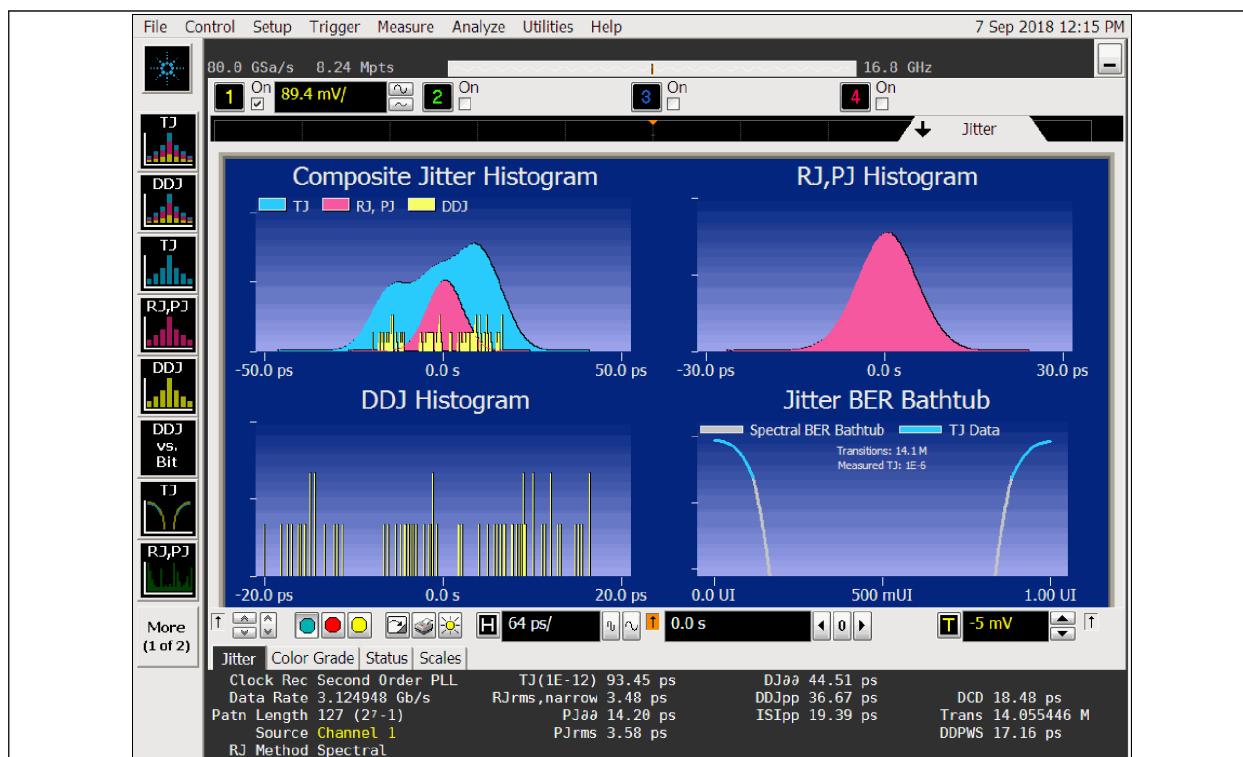 File Control Setup Trigger Measure Analyze Utilities Help 7 Sep 2018 12:15 PM
80.0 GSa/s 8.24 Mpts 16.8 GHz
1 On 89.4 mV/ 2 On 3 On 4 On
Jitter
TJ
DDJ
TJ
RJ,PJ
DDJ
DDJ
vs.
Bit
TJ
RJ,PJ
More
(1 of 2)
Composite Jitter Histogram
TJ RJ, PJ DDJ
-50.0 ps 0.0 s 50.0 ps
RJ,PJ Histogram
-30.0 ps 0.0 s 30.0 ps
DDJ Histogram
-20.0 ps 0.0 s 20.0 ps
Jitter BER Bathtub
Spectral BER Bathtub TJ Data
Transitions: 14.1 M
Measured TJ: 1E-6
0.0 UI 500 mUI 1.00 UI
H 64 ps/ 0.0 s 0 T -5 mV
Jitter Color Grade Status Scales
Clock Rec Second Order PLL TJ(1E-12) 93.45 ps DJ∂∂ 44.51 ps
Data Rate 3.124948 Gb/s RJrms,narrow 3.48 ps DDJpp 36.67 ps DCD 18.48 ps
Patn Length 127 (2⁷-1) PJ∂∂ 14.20 ps ISIpp 19.39 ps Trans 14.055446 M
Source Channel 1 PJrms 3.58 ps DDPWS 17.16 ps
RJ Method Spectral